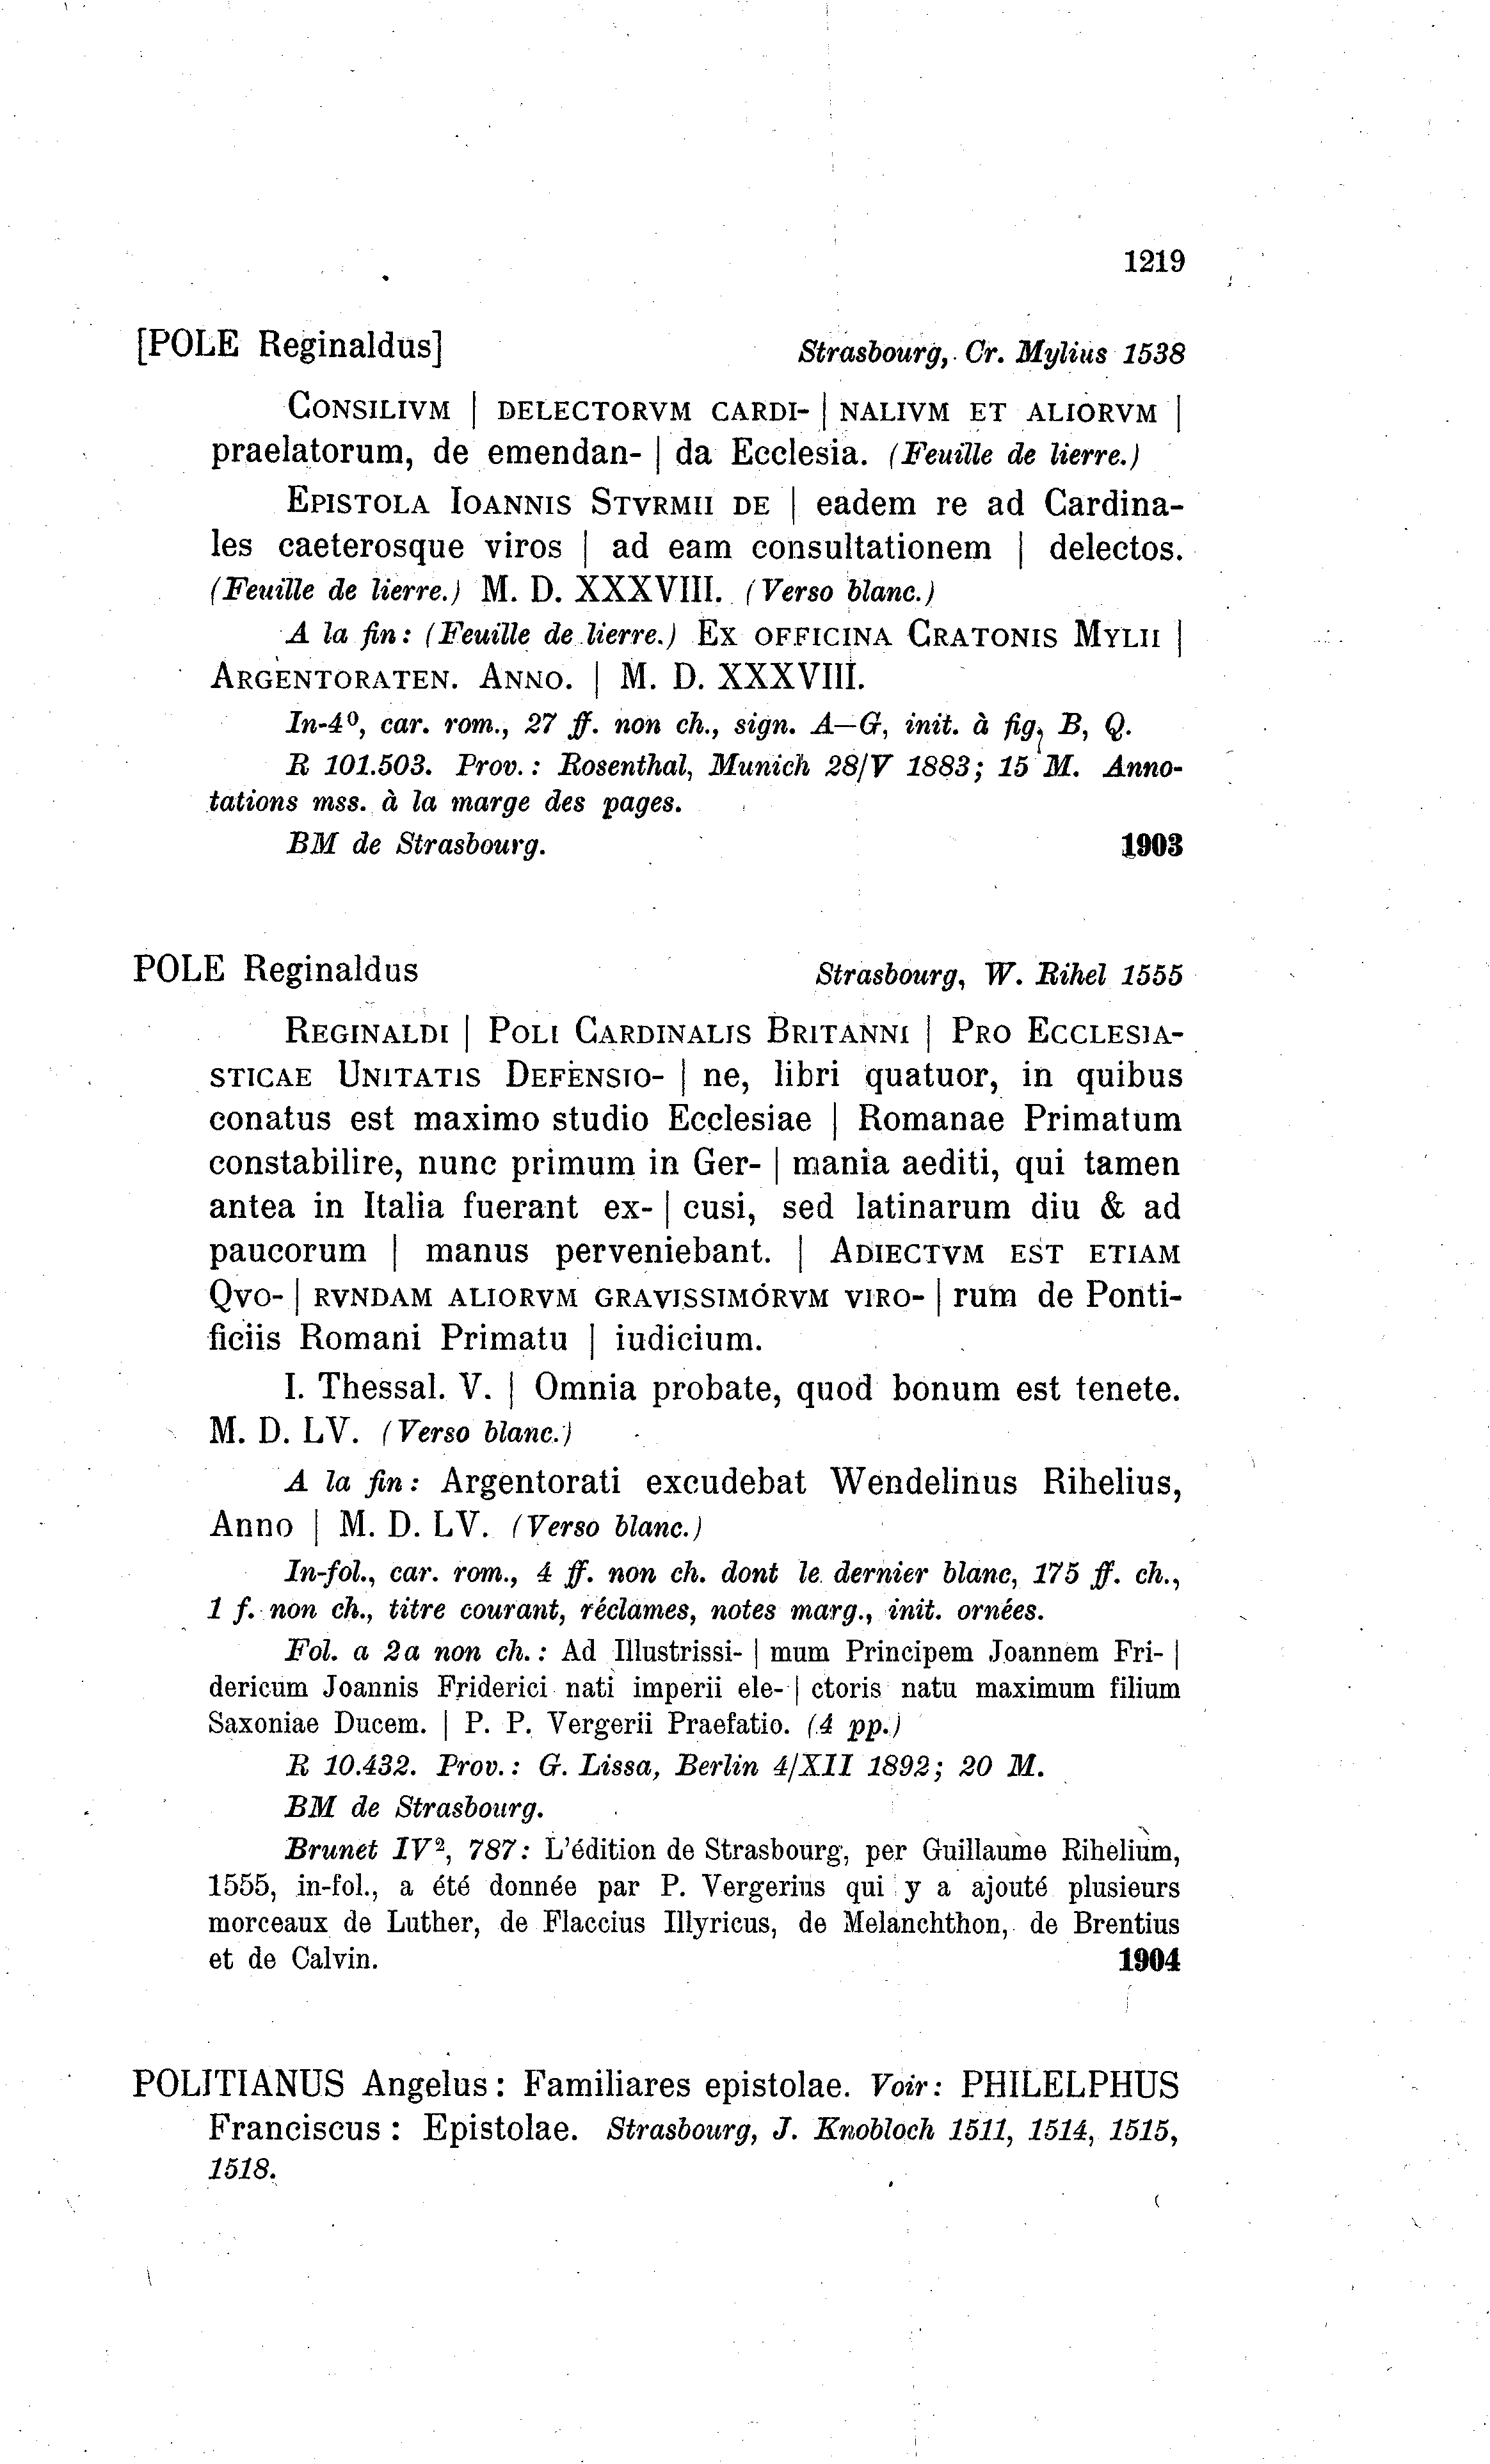 1219
[POLE Reginaldus] Strasbourg, Cr. Mylius 1538
CONSILIVM | DELECTORVM CARDI- | NALIVM ET ALIORVM |
praelatorum, de emendan- | da Ecclesia. (Feuille de lierre.)
EPISTOLA IOANNIS STVRMII DE | eadem re ad Cardina-
les caeterosque viros | ad eam consultationem | delectos.
(Feuille de lierre.) M. D. XXXVIII. (Verso blanc.)
A la fin: (Feuille de lierre.) EX OFFICINA CRATONIS MYLII |
ARGENTORATEN. ANNO. | M. D. XXXVIII.
In-4º, car. rom., 27 ff. non ch., sign. A—G, init. à fig. B, Q.
R 101.503. Prov.: Rosenthal, Munich 28/V 1883; 15 M. Anno-
tations mss. à la marge des pages.
BM de Strasbourg. 1903
POLE Reginaldus Strasbourg, W. Rihel 1555
REGINALDI | POLI CARDINALIS BRITANNI | PRO ECCLESIA-
STICAE UNITATIS DEFENSIO- | ne, libri quatuor, in quibus
conatus est maximo studio Ecclesiae | Romanae Primatum
constabilire, nunc primum in Ger- | mania aediti, qui tamen
antea in Italia fuerant ex- | cusi, sed latinarum diu & ad
paucorum | manus perveniebant. | ADIECTVM EST ETIAM
QVO- | RVNDAM ALIORVM GRAVISSIMORVM VIRO- | rum de Ponti-
ficiis Romani Primatu | iudicium.
I. Thessal. V. | Omnia probate, quod bonum est tenete.
M. D. LV. (Verso blanc.)
A la fin: Argentorati excudebat Wendelinus Rihelius,
Anno | M. D. LV. (Verso blanc.)
In-fol., car. rom., 4 ff. non ch. dont le dernier blanc, 175 ff. ch.,
1 f. non ch., titre courant, réclames, notes marg., init. ornées.
Fol. a 2a non ch.: Ad Illustrissi- | mum Principem Joannem Fri- |
dericum Joannis Friderici nati imperii ele- | ctoris natu maximum filium
Saxoniae Ducem. | P. P. Vergerii Praefatio. (4 pp.)
R 10.432. Prov.: G. Lissa, Berlin 4/XII 1892; 20 M.
BM de Strasbourg.
Brunet IV², 787: L'édition de Strasbourg, per Guillaume Rihelium,
1555, in-fol., a été donnée par P. Vergerius qui y a ajouté plusieurs
morceaux de Luther, de Flaccius Illyricus, de Melanchthon, de Brentius
et de Calvin. 1904
POLITIANUS Angelus: Familiares epistolae. Voir: PHILELPHUS
Franciscus: Epistolae. Strasbourg, J. Knobloch 1511, 1514, 1515,
1518.